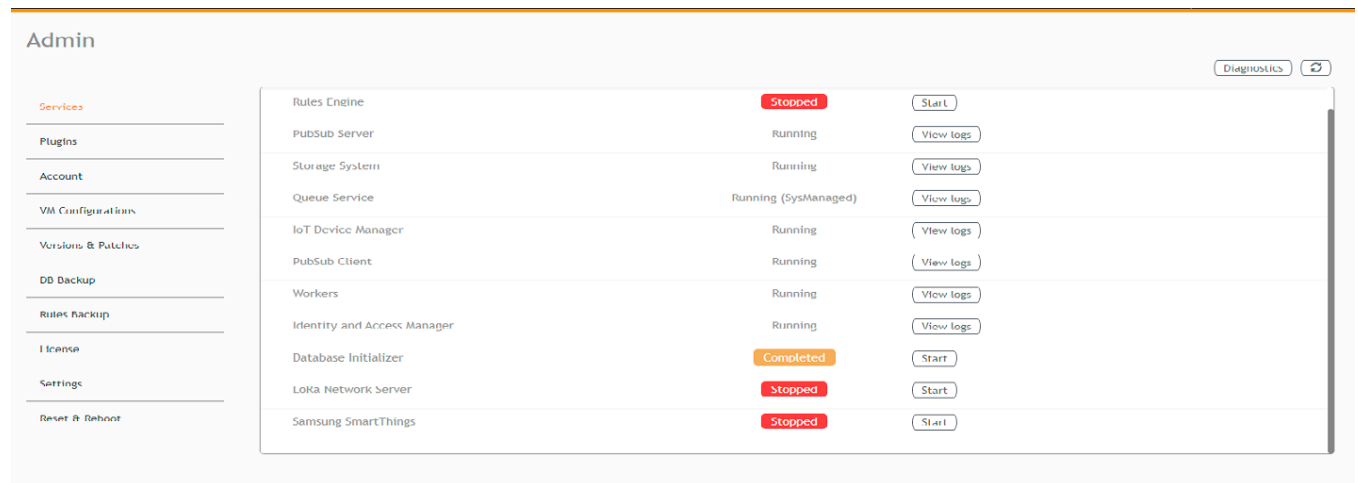 Admin
Diagnostics
Services
Plugins
Account
VM Configurations
Versions & Patches
DB Backup
Rules Backup
License
Settings
Reset & Reboot
Rules Engine Stopped Start
PubSub Server Running View logs
Storage System Running View logs
Queue Service Running (SysManaged) View logs
IoT Device Manager Running View logs
PubSub Client Running View logs
Workers Running View logs
Identity and Access Manager Running View logs
Database Initializer Completed Start
LoRa Network Server Stopped Start
Samsung SmartThings Stopped Start